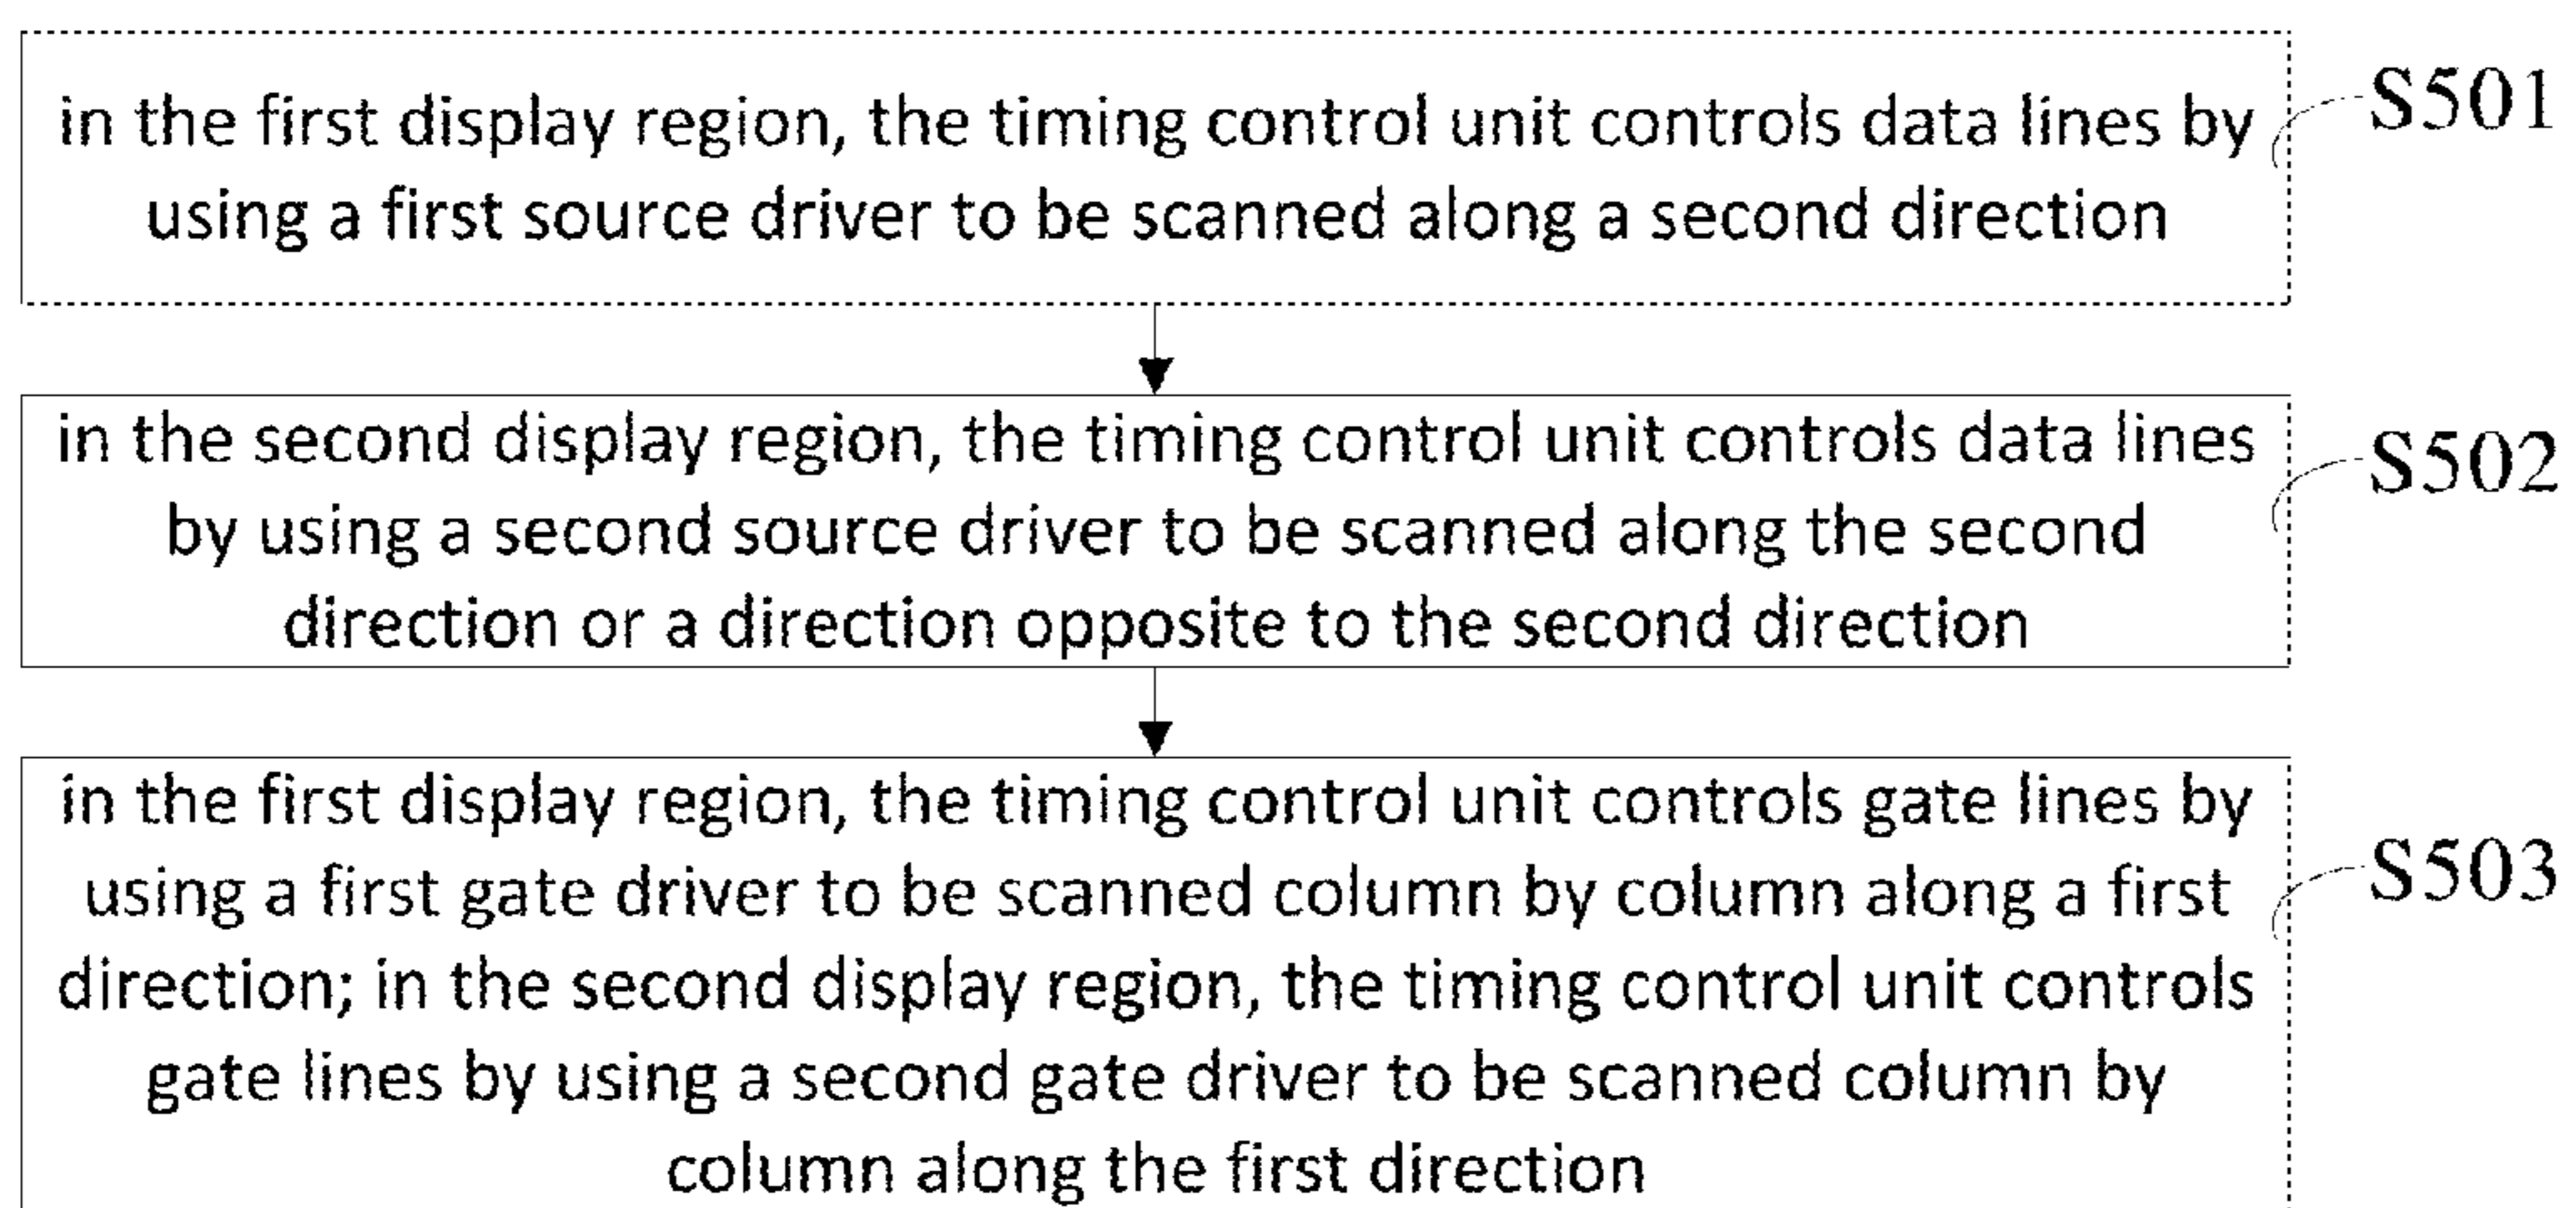 in the first display region, the timing control unit controls data lines by
using a first source driver to be scanned along a second direction
S501
in the second display region, the timing control unit controls data lines
by using a second source driver to be scanned along the second
direction or a direction opposite to the second direction
S502
in the first display region, the timing control unit controls gate lines by
using a first gate driver to be scanned column by column along a first
direction; in the second display region, the timing control unit controls
gate lines by using a second gate driver to be scanned column by
column along the first direction
S503